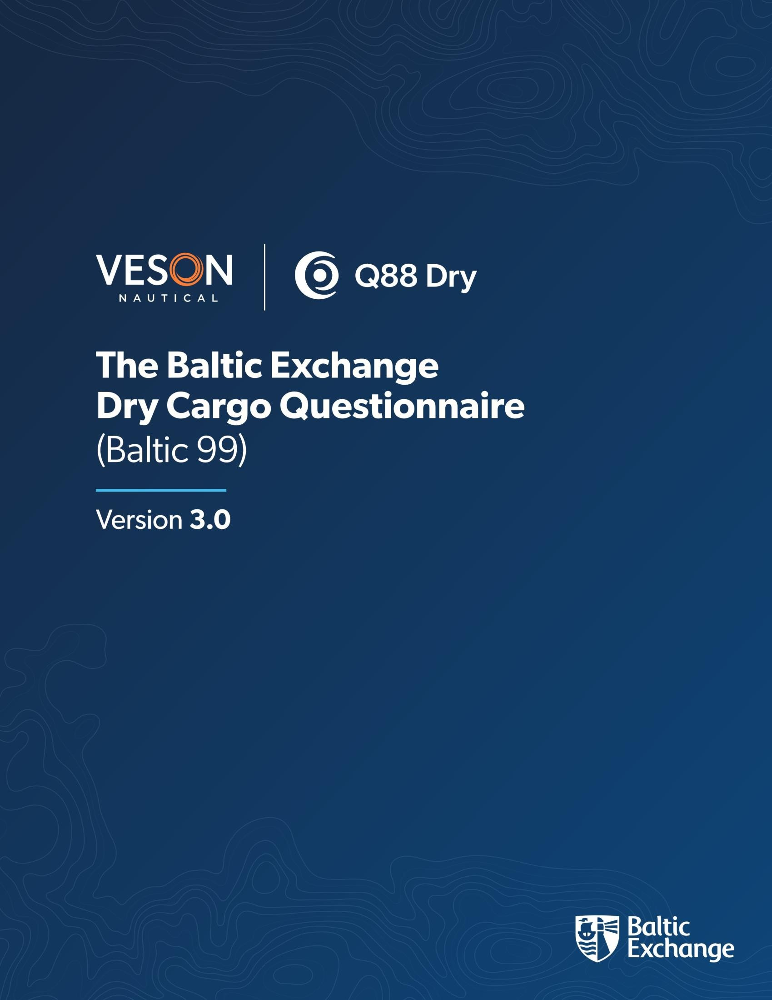 VESON
NAUTICAL
Q88 Dry
The Baltic Exchange
Dry Cargo Questionnaire
(Baltic 99)
Version 3.0
Baltic
Exchange